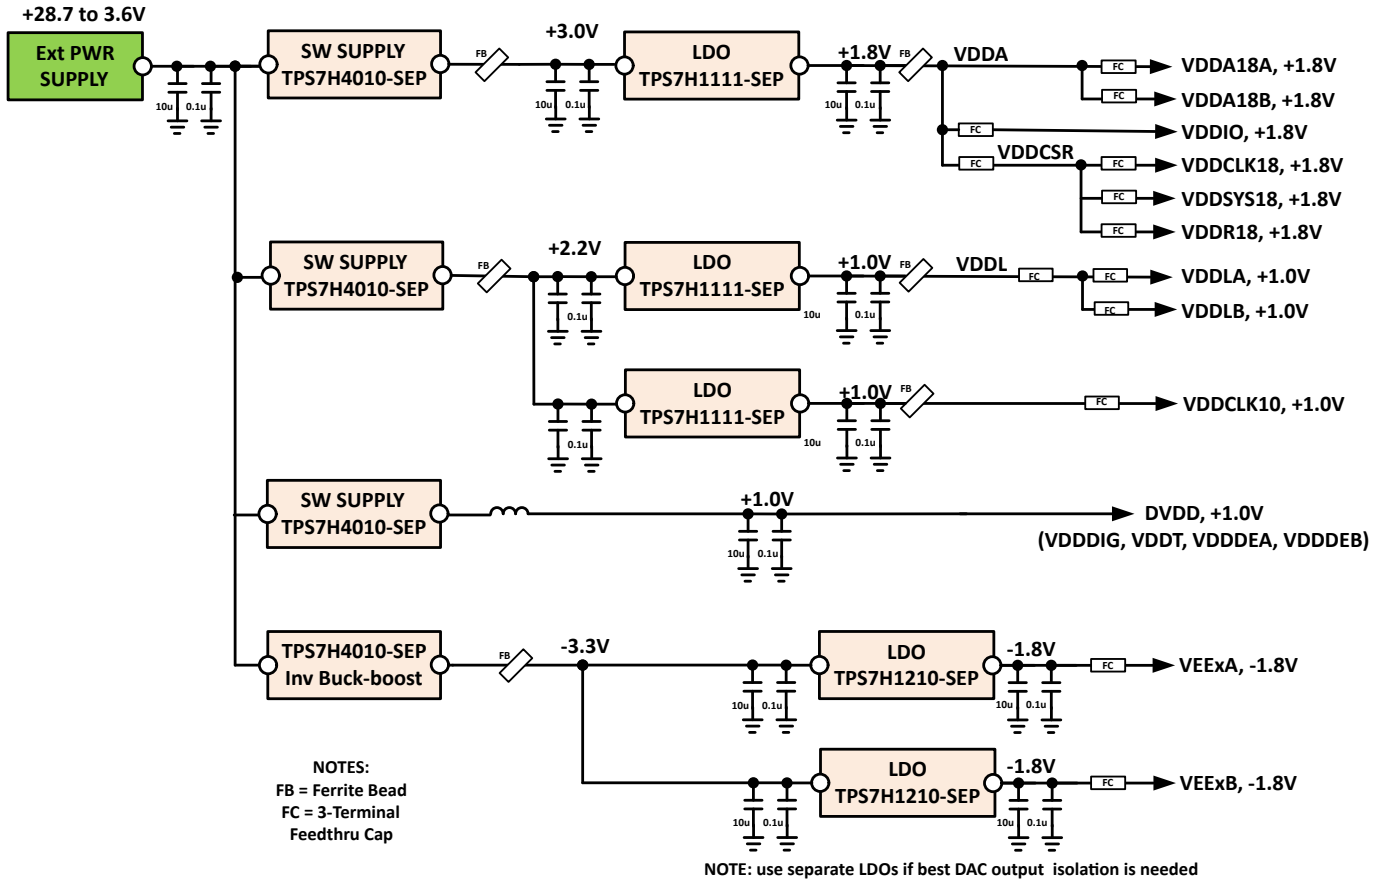 +28.7 to 3.6V
Ext PWR
SUPPLY
10u
0.1u
SW SUPPLY
TPS7H4010-SEP
FB
+3.0V
10u
0.1u
LDO
TPS7H1111-SEP
+1.8V
10u
0.1u
FB
VDDA
FC
VDDA18A, +1.8V
VDDA18B, +1.8V
FC
FC
VDDIO, +1.8V
FC
VDDCSR
FC
VDDCLK18, +1.8V
FC
VDDSYS18, +1.8V
FC
VDDR18, +1.8V
SW SUPPLY
TPS7H4010-SEP
FB
+2.2V
0.1u
LDO
TPS7H1111-SEP
+1.0V
10u
0.1u
FB
VDDL
FC
FC
VDDLA, +1.0V
FC
VDDLB, +1.0V
0.1u
LDO
TPS7H1111-SEP
+1.0V
10u
0.1u
FB
FC
VDDCLK10, +1.0V
SW SUPPLY
TPS7H4010-SEP
+1.0V
10u
0.1u
DVDD, +1.0V
(VDDDIG, VDDT, VDDDEA, VDDDEB)
TPS7H4010-SEP
Inv Buck-boost
FB
-3.3V
10u
0.1u
LDO
TPS7H1210-SEP
-1.8V
10u
0.1u
FC
VEExA, -1.8V
10u
0.1u
LDO
TPS7H1210-SEP
-1.8V
10u
0.1u
FC
VEExB, -1.8V
NOTES:
FB = Ferrite Bead
FC = 3-Terminal
Feedthru Cap
NOTE: use separate LDOs if best DAC output isolation is needed